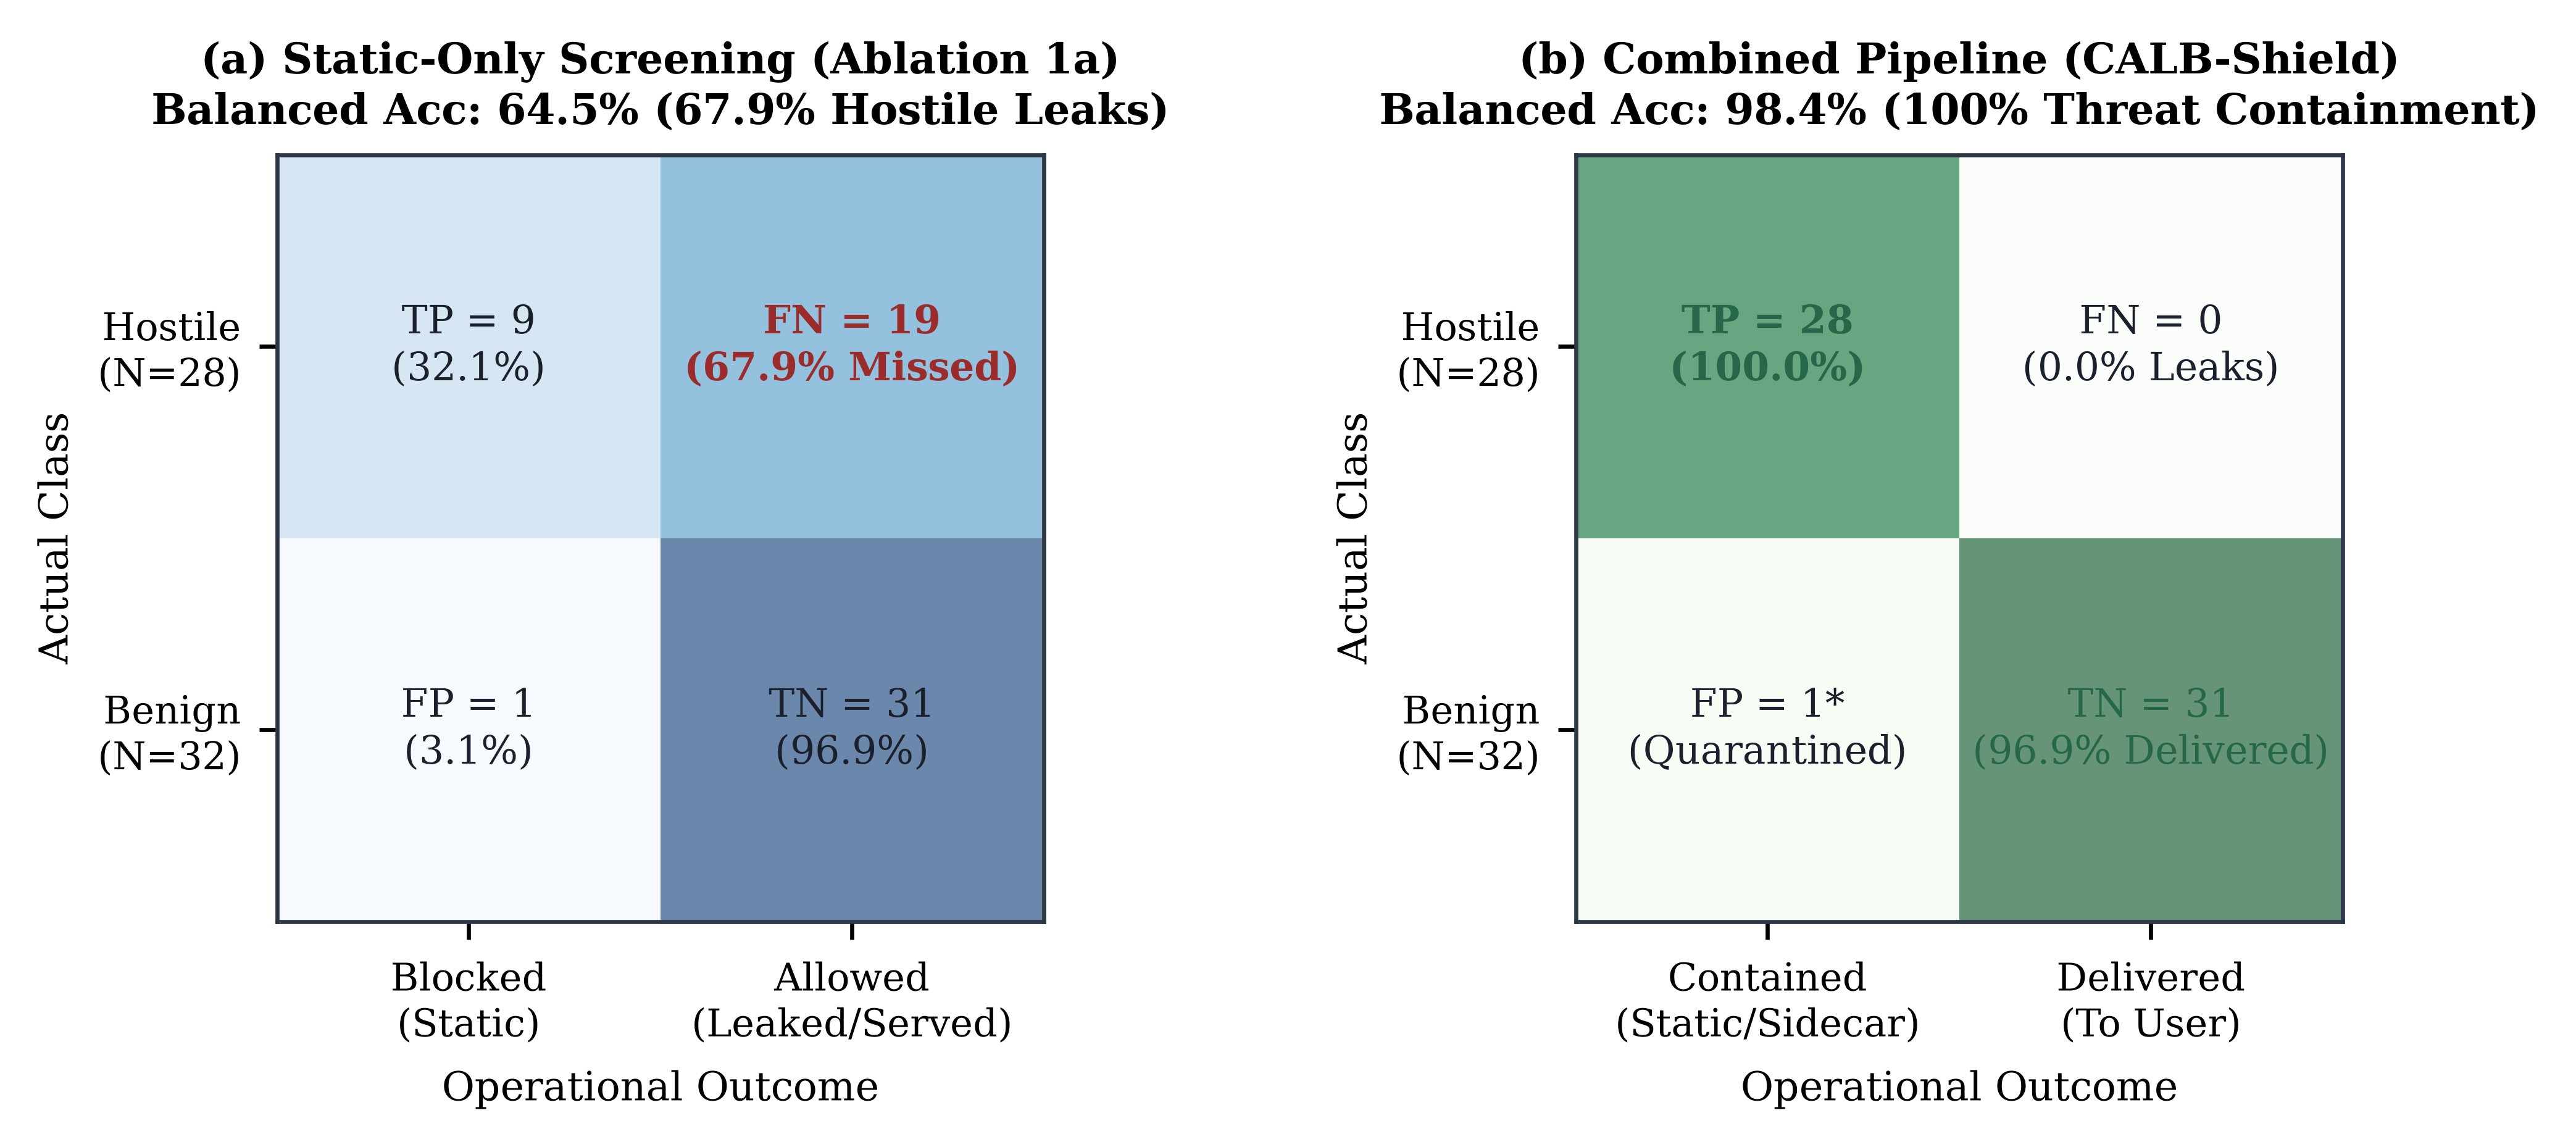 (a) Static-Only Screening (Ablation 1a)
Balanced Acc: 64.5% (67.9% Hostile Leaks)
Actual Class
Hostile
(N=28)
Benign
(N=32)
TP = 9
(32.1%)
FN = 19
(67.9% Missed)
FP = 1
(3.1%)
TN = 31
(96.9%)
Blocked
(Static)
Allowed
(Leaked/Served)
Operational Outcome
(b) Combined Pipeline (CALB-Shield)
Balanced Acc: 98.4% (100% Threat Containment)
Actual Class
Hostile
(N=28)
Benign
(N=32)
TP = 28
(100.0%)
FN = 0
(0.0% Leaks)
FP = 1*
(Quarantined)
TN = 31
(96.9% Delivered)
Contained
(Static/Sidecar)
Delivered
(To User)
Operational Outcome